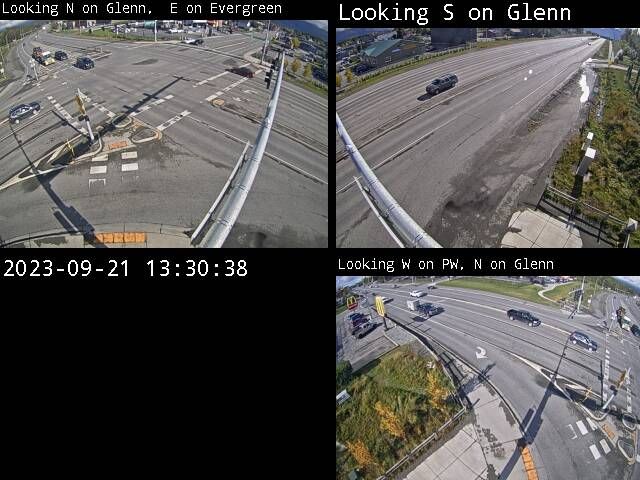 Looking N on Glenn,  E on Evergreen
Looking S on Glenn
2023-09-21 13:30:38
Looking W on PW, N on Glenn